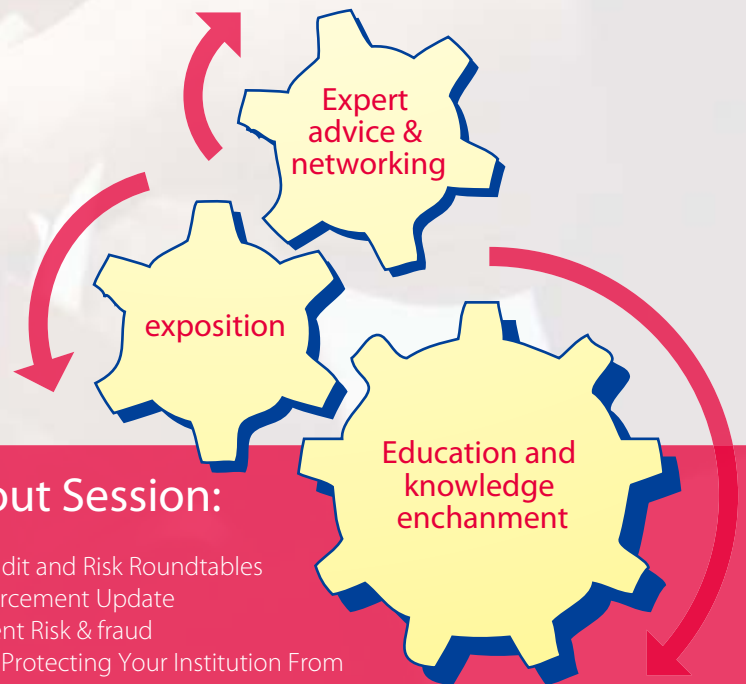 Expert
advice &
networking
exposition
Education and
knowledge
enchanment
out Session:
dit and Risk Roundtables
rcement Update
ent Risk & fraud
Protecting Your Institution From